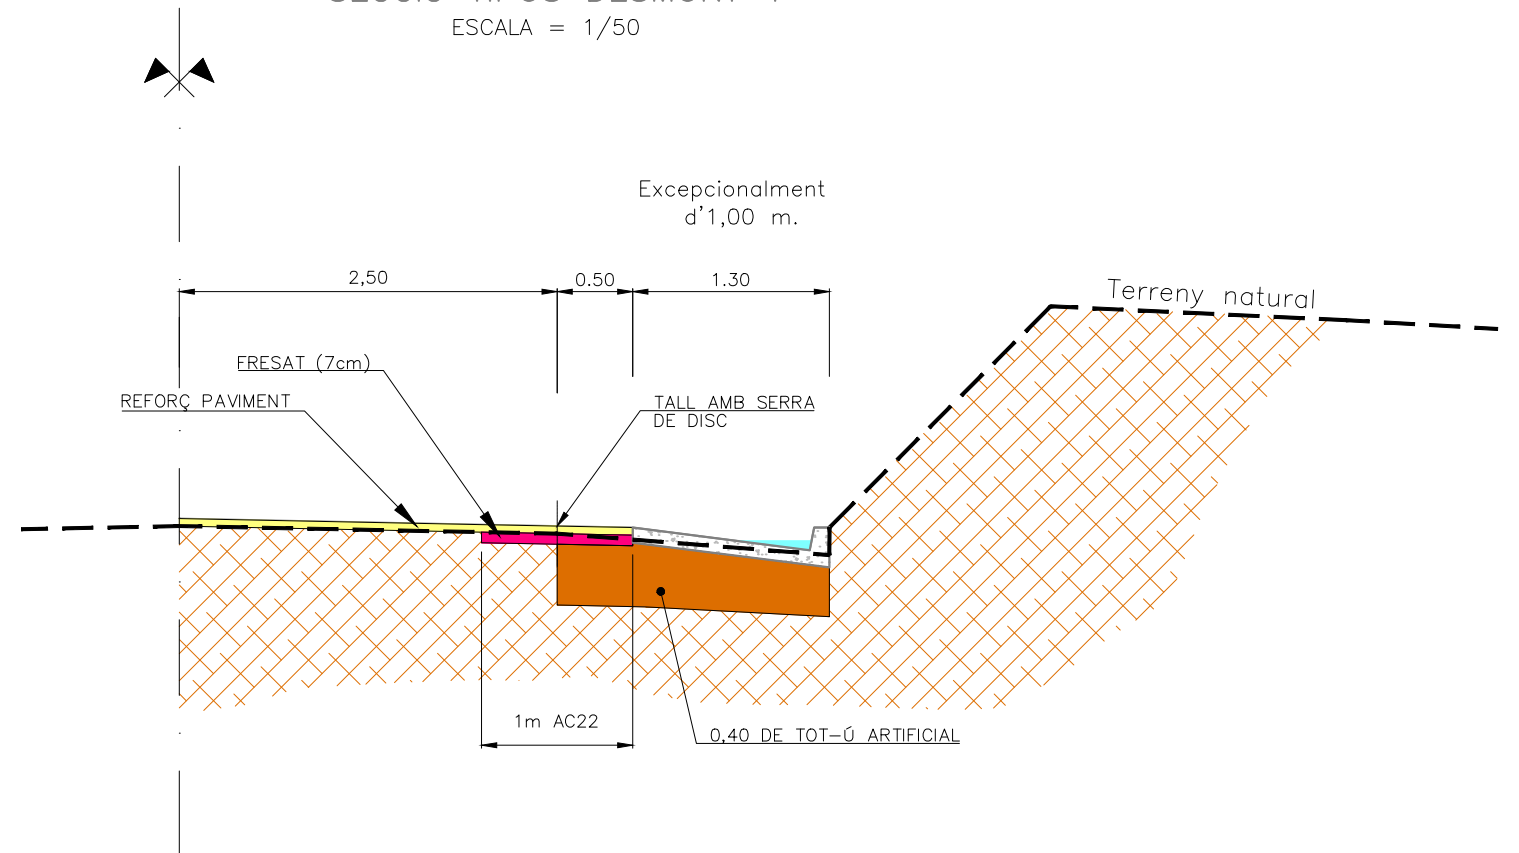 ESCALA = 1/50
Excepcionalment
d'1,00 m.
2,50
0.50
1.30
Terreny natural
FRESAT (7cm)
REFORÇ PAVIMENT
TALL AMB SERRA
DE DISC
1m AC22
0,40 DE TOT-Ú ARTIFICIAL